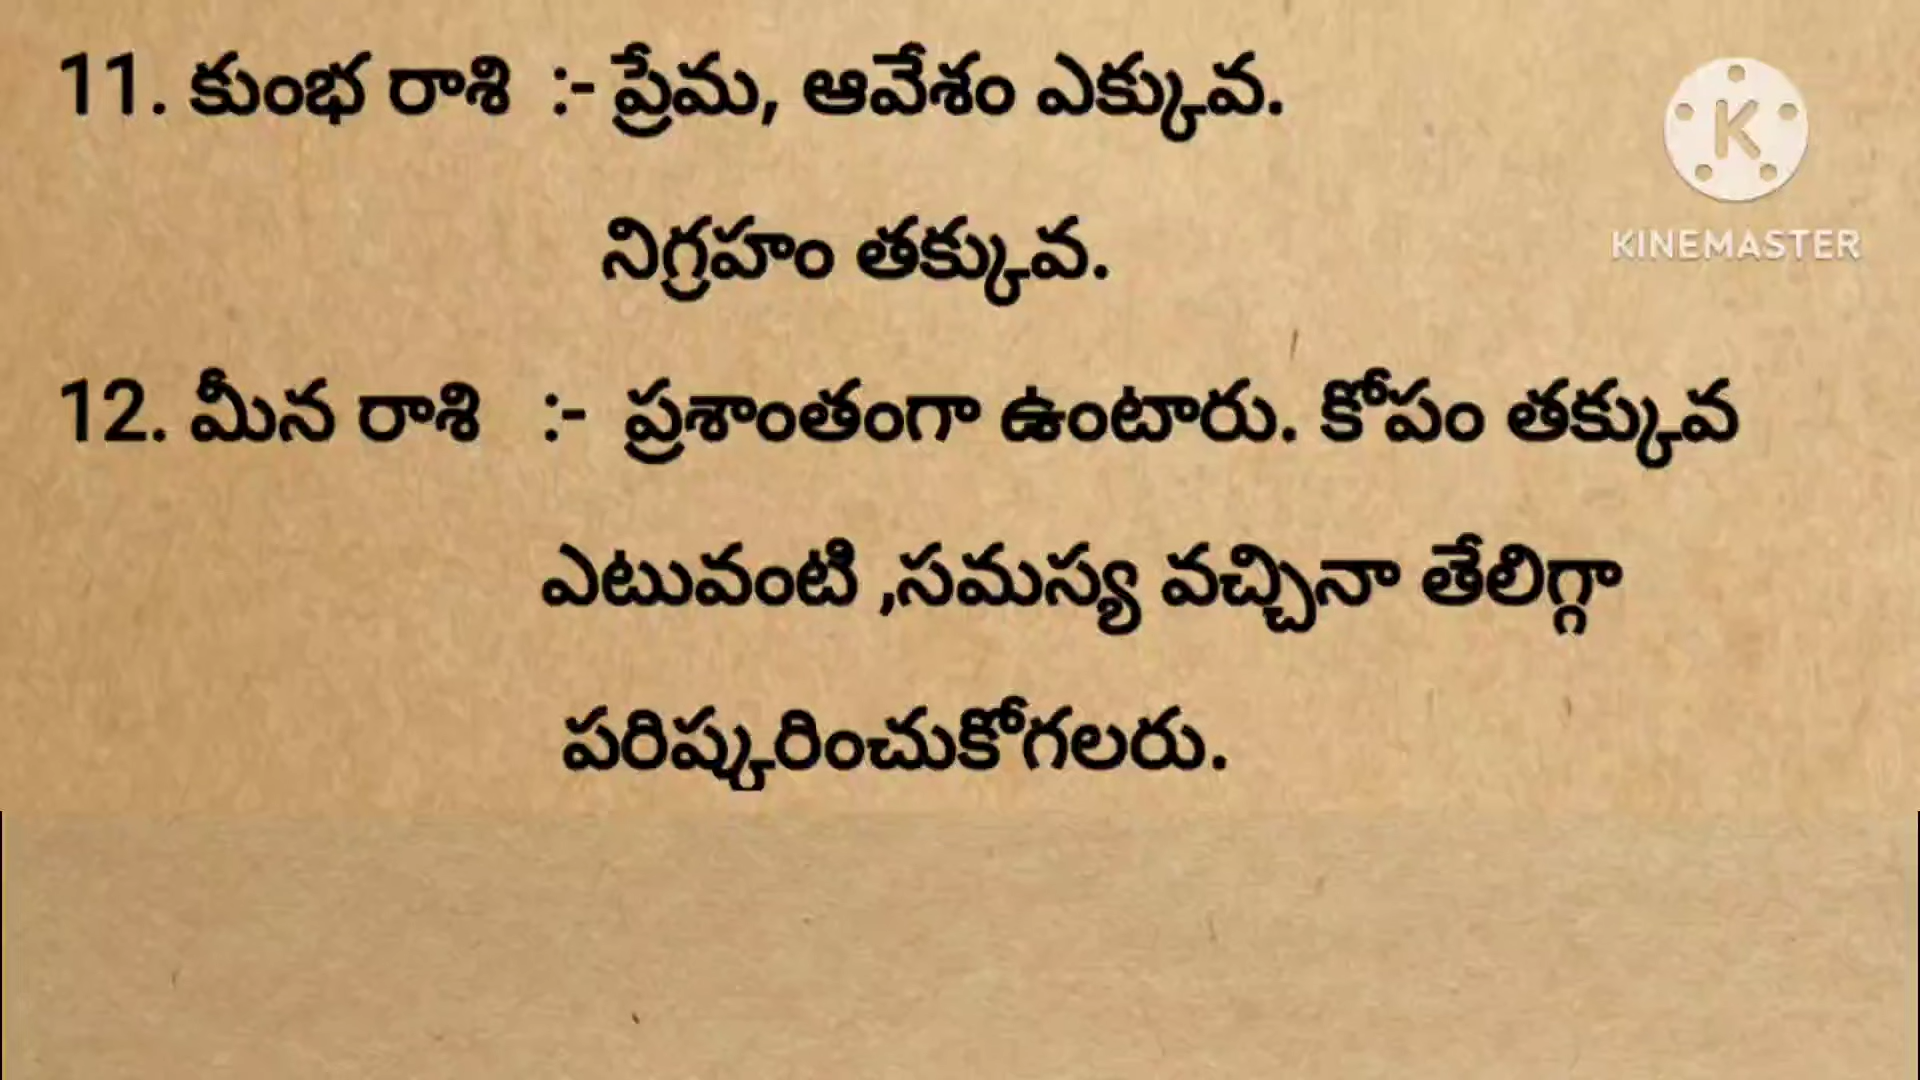 11. కుంభ రాశి :- ప్రేమ, ఆవేశం ఎక్కువ.
నిగ్రహం తక్కువ.
KINEMASTER
12. మీన రాశి :- ప్రశాంతంగా ఉంటారు. కోపం తక్కువ
ఎటువంటి ,సమస్య వచ్చినా తేలిగ్గా
పరిష్కరించుకోగలరు.